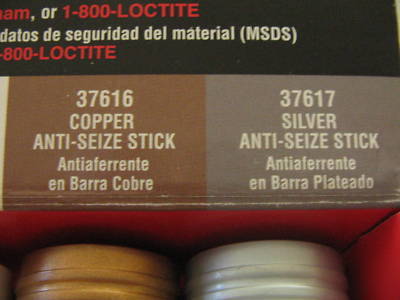 or 1-800-LOCTITE
datos de seguridad del material (MSDS)
-800-LOCTITE.
37616
COPPER
ANTI-SEIZE STICK
Antiaferrente
en Barra Cobre
37617
SILVER
ANTI-SEIZE STICK
Antiaferrente
en Barra Plateado